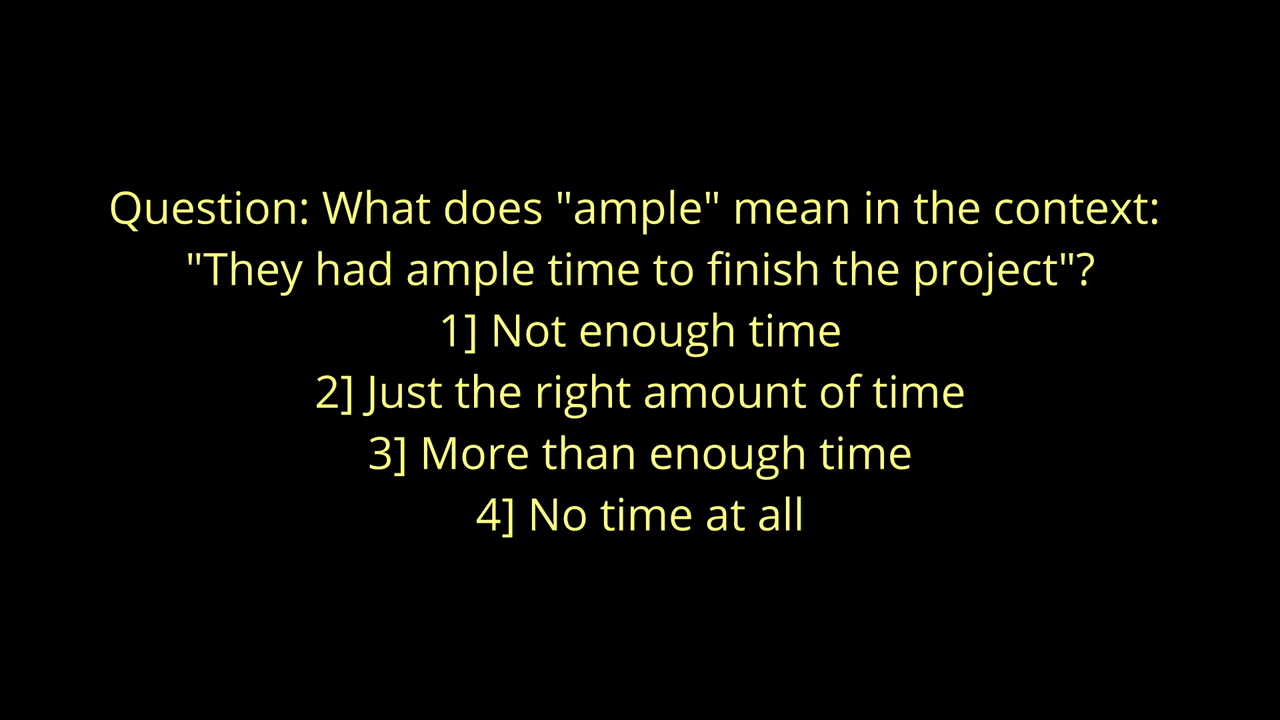 Question: What does "ample" mean in the context:
"They had ample time to finish the project"?
1] Not enough time
2] Just the right amount of time
3] More than enough time
4] No time at all